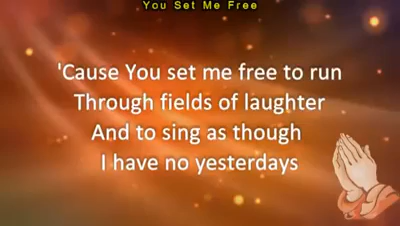 You Set Me Free
'Cause You set me free to run
Through fields of laughter
And to sing as though
I have no yesterdays